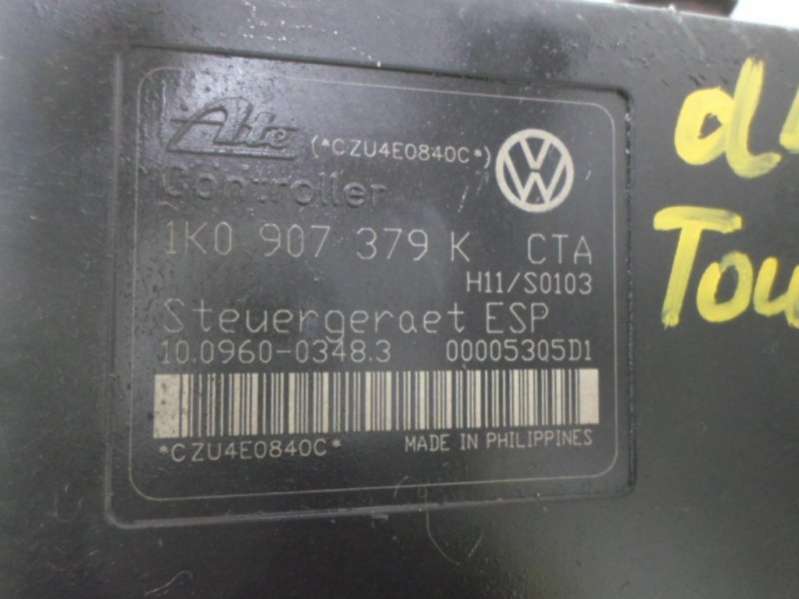 Ate (*CZU4E0840C*)
Controller
1K0 907 379 K CTA
H11/S0103
Steuergeraet ESP
10.0960-0348.3 00005305D1
*CZU4E0840C* MADE IN PHILIPPINES